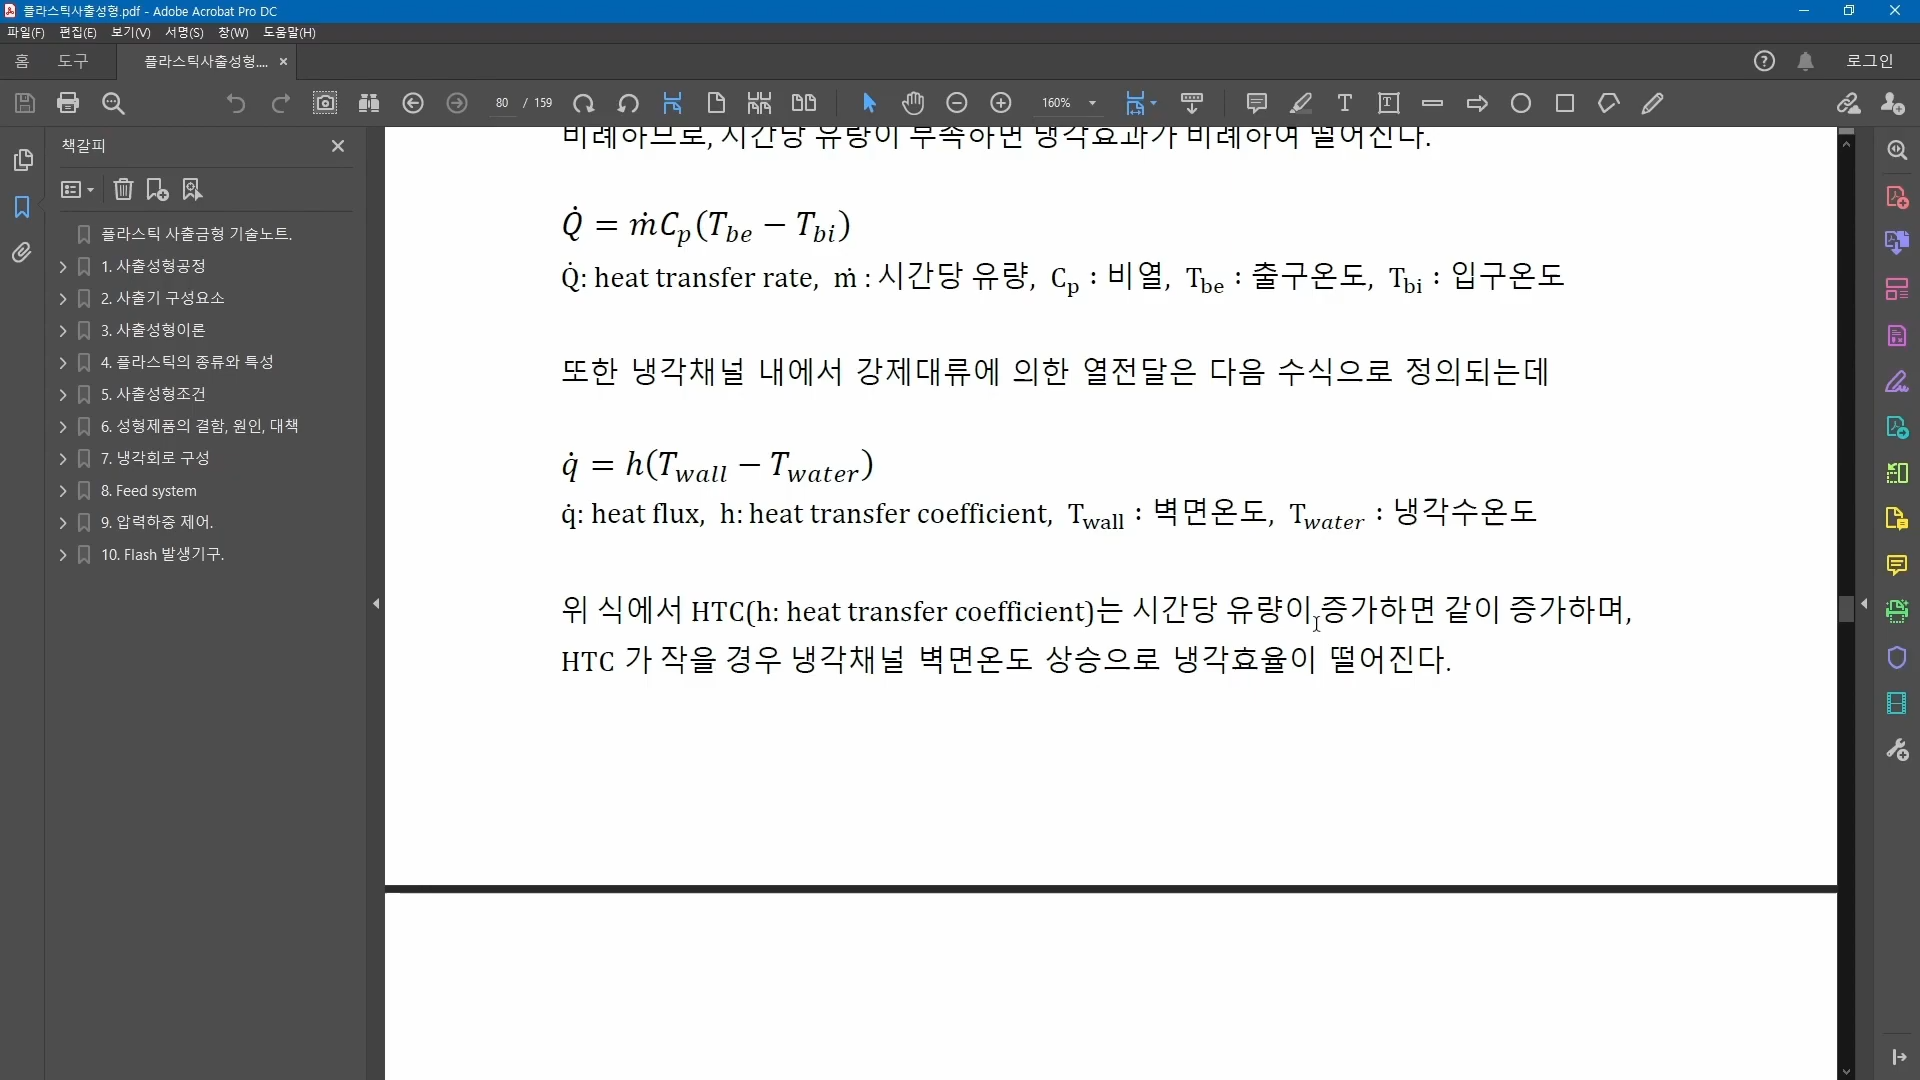 플라스틱사출성형.pdf - Adobe Acrobat Pro DC
파일(F) 편집(E) 보기(V) 서명(S) 창(W) 도움말(H)
홈 도구 플라스틱사출성형.... × 로그인
80 / 159 160%
책갈피
플라스틱 사출금형 기술노트.
1. 사출성형공정
2. 사출기 구성요소
3. 사출성형이론
4. 플라스틱의 종류와 특성
5. 사출성형조건
6. 성형제품의 결함, 원인, 대책
7. 냉각회로 구성
8. Feed system
9. 압력하중 제어.
10. Flash 발생기구.
비례하므로, 시간당 유량이 부족하면 냉각효과가 비례하여 떨어진다.
Q̇ = ṁC_p(T_be − T_bi)
Q̇: heat transfer rate, ṁ : 시간당 유량, C_p : 비열, T_be : 출구온도, T_bi : 입구온도
또한 냉각채널 내에서 강제대류에 의한 열전달은 다음 수식으로 정의되는데
q̇ = h(T_wall − T_water)
q̇: heat flux, h: heat transfer coefficient, T_wall : 벽면온도, T_water : 냉각수온도
위 식에서 HTC(h: heat transfer coefficient)는 시간당 유량이 증가하면 같이 증가하며,
HTC 가 작을 경우 냉각채널 벽면온도 상승으로 냉각효율이 떨어진다.